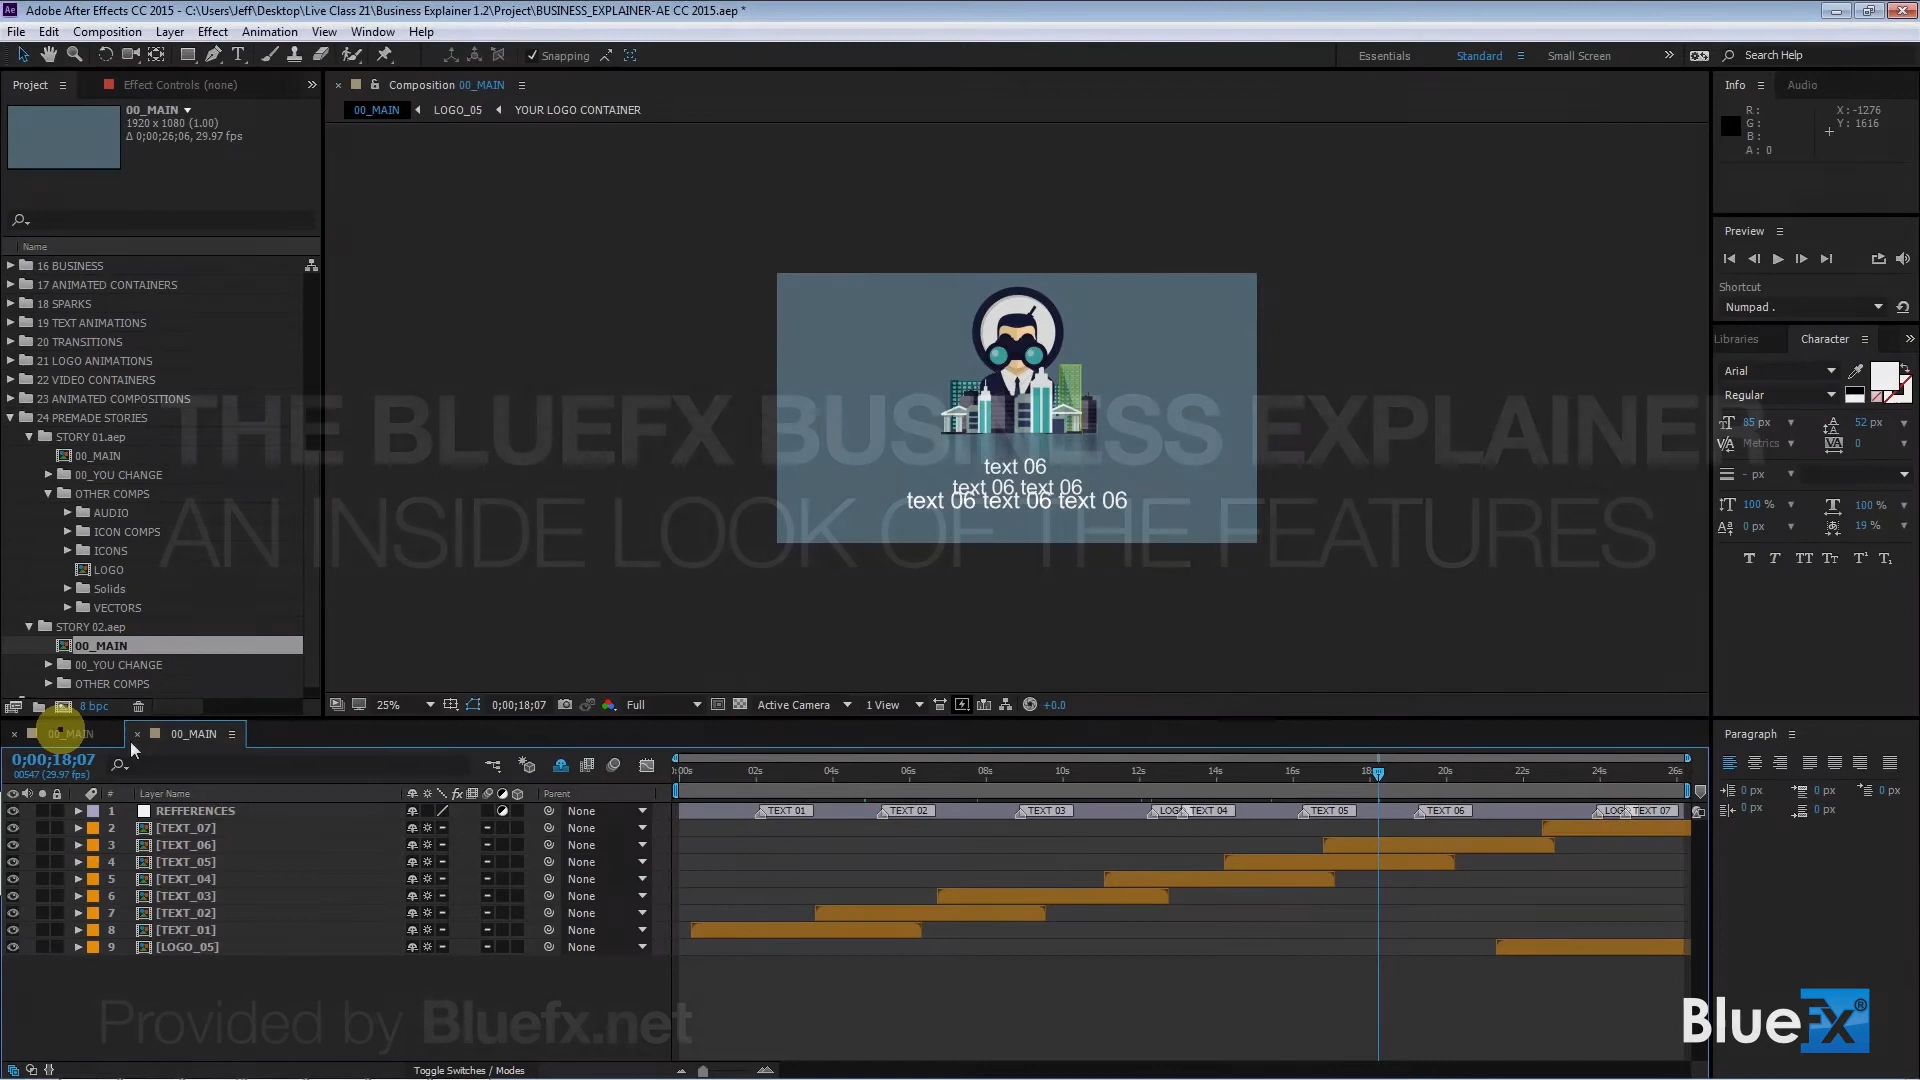 Adobe After Effects CC 2015 - C:\Users\Jeff\Desktop\Live Class 21\Business Explainer 1.2\Project\BUSINESS_EXPLAINER-AE CC 2015.aep *
File Edit Composition Layer Effect Animation View Window Help
Snapping
Essentials Standard Small Screen Search Help
Project Effect Controls (none)
Composition 00_MAIN
Info Audio
00_MAIN
1920 x 1080 (1.00)
Δ 0;00;26;06, 29.97 fps
00_MAIN LOGO_05 YOUR LOGO CONTAINER
R: X: -1276
G: Y: 1616
B:
A: 0
Name
16 BUSINESS
17 ANIMATED CONTAINERS
18 SPARKS
19 TEXT ANIMATIONS
20 TRANSITIONS
21 LOGO ANIMATIONS
22 VIDEO CONTAINERS
23 ANIMATED COMPOSITIONS
24 PREMADE STORIES
STORY 01.aep
00_MAIN
00_YOU CHANGE
OTHER COMPS
AUDIO
ICON COMPS
ICONS
LOGO
Solids
VECTORS
STORY 02.aep
00_MAIN
00_YOU CHANGE
OTHER COMPS
8 bpc
THE BLUEFX BUSINESS EXPLAINER
AN INSIDE LOOK OF THE FEATURES
text 06
text 06 text 06
text 06 text 06 text 06
Preview
Shortcut
Numpad .
Libraries Character
Arial
Regular
85 px 52 px
Metrics 0
- px
100 % 100 %
0 px 19 %
T T TT Tt T¹ T₁
25% 0;00;18;07 Full Active Camera 1 View +0.0
00_MAIN 00_MAIN
Paragraph
0 px 0 px 0 px
0 px 0 px
0;00;18;07
00547 (29.97 fps)
:00s 02s 04s 06s 08s 10s 12s 14s 16s 18s 20s 22s 24s 26s
# Layer Name Parent
1 REFFERENCES None
TEXT 01 TEXT 02 TEXT 03 LOG TEXT 04 TEXT 05 TEXT 06 LOG TEXT 07
2 [TEXT_07] None
3 [TEXT_06] None
4 [TEXT_05] None
5 [TEXT_04] None
6 [TEXT_03] None
7 [TEXT_02] None
8 [TEXT_01] None
9 [LOGO_05] None
Provided by Bluefx.net
BlueFX®
Toggle Switches / Modes